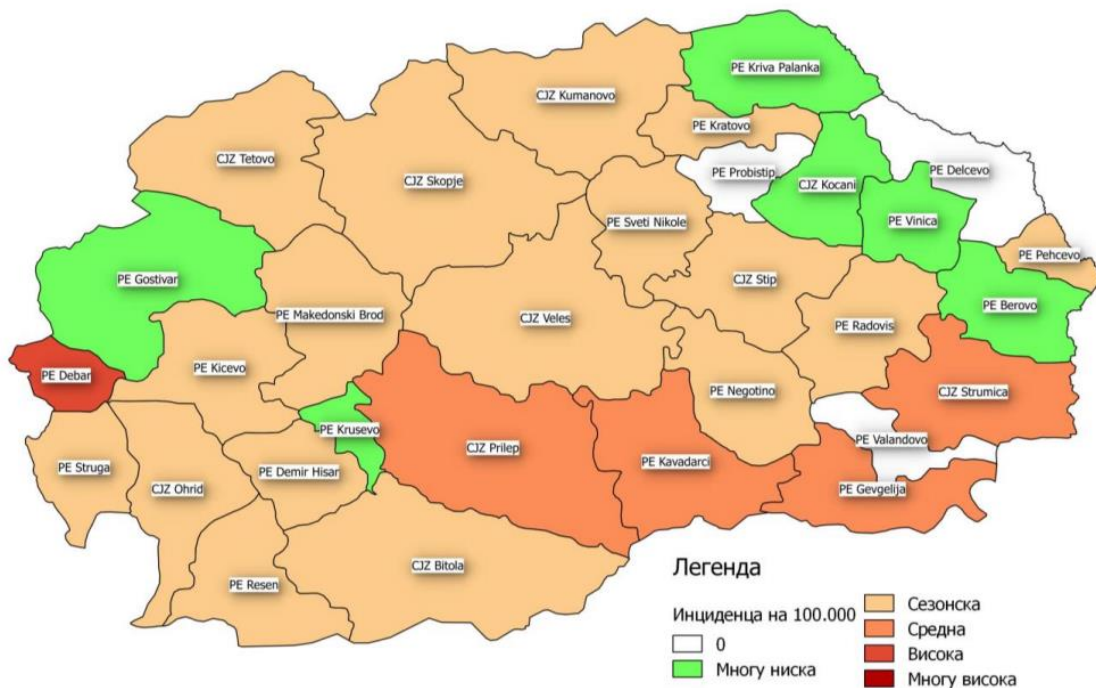 PE Kriva Palanka
CJZ Kumanovo
PE Kratovo
CJZ Tetovo
PE Probistip
PE Delcevo
CJZ Skopje
CJZ Kocani
PE Sveti Nikole
PE Vinica
PE Pehcevo
PE Gostivar
CJZ Stip
PE Berovo
PE Makedonski Brod
CJZ Veles
PE Radovis
PE Debar
PE Kicevo
PE Negotino
CJZ Strumica
PE Krusevo
PE Valandovo
CJZ Prilep
PE Kavadarci
PE Struga
PE Demir Hisar
CJZ Ohrid
PE Gevgelija
CJZ Bitola
PE Resen
Легенда
Инциденца на 100.000
0
Многу ниска
Сезонска
Средна
Висока
Многу висока